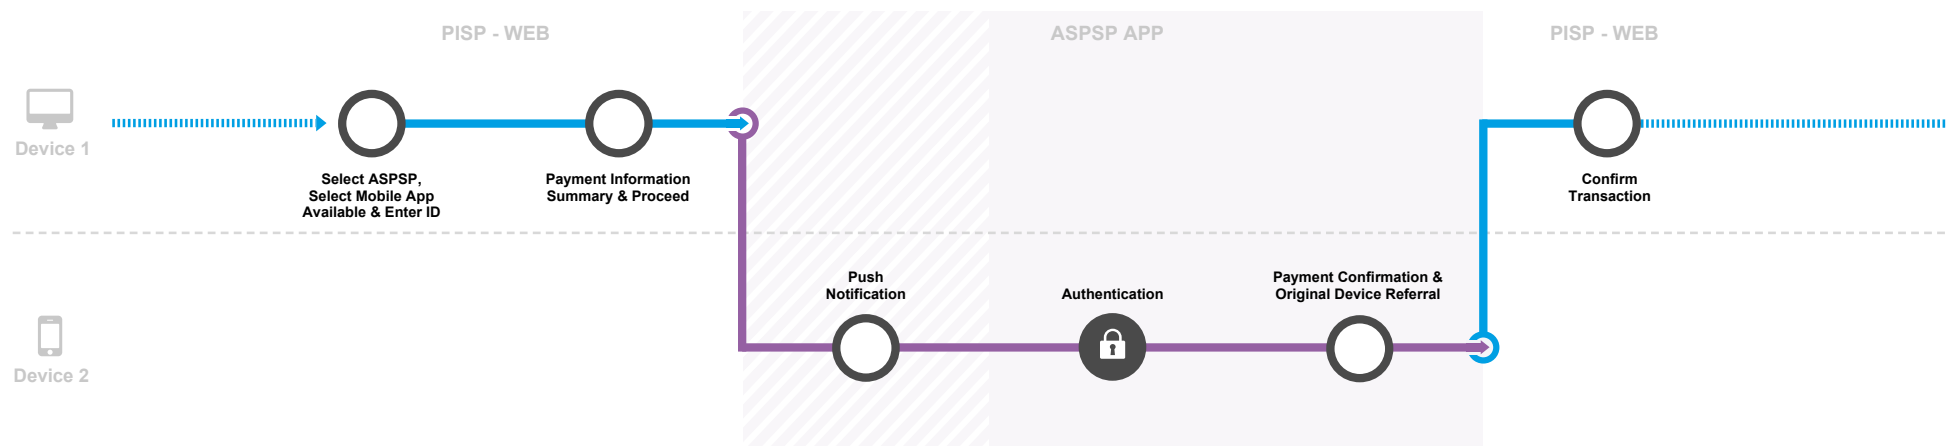 PISP - WEB
ASPSP APP
PISP - WEB
Device 1
Select ASPSP,
Select Mobile App
Available & Enter ID
Payment Information
Summary & Proceed
Confirm
Transaction
Push
Notification
Authentication
Payment Confirmation &
Original Device Referral
Device 2